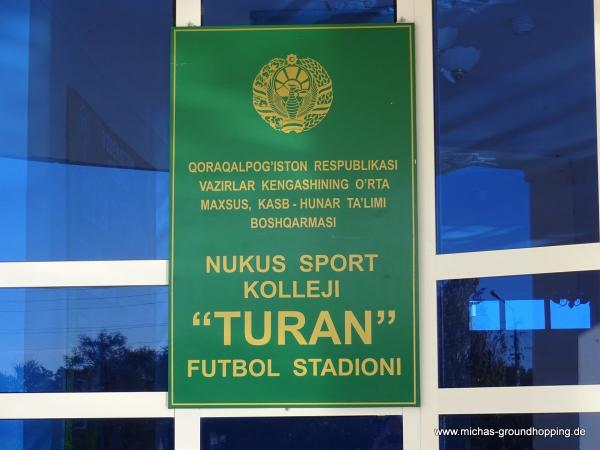 QORAQALPOG'ISTON RESPUBLIKASI
VAZIRLAR KENGASHINING O'RTA
MAXSUS, KASB - HUNAR TA'LIMI
BOSHQARMASI
NUKUS SPORT
KOLLEJI
“TURAN”
FUTBOL STADIONI
www.michas-groundhopping.de